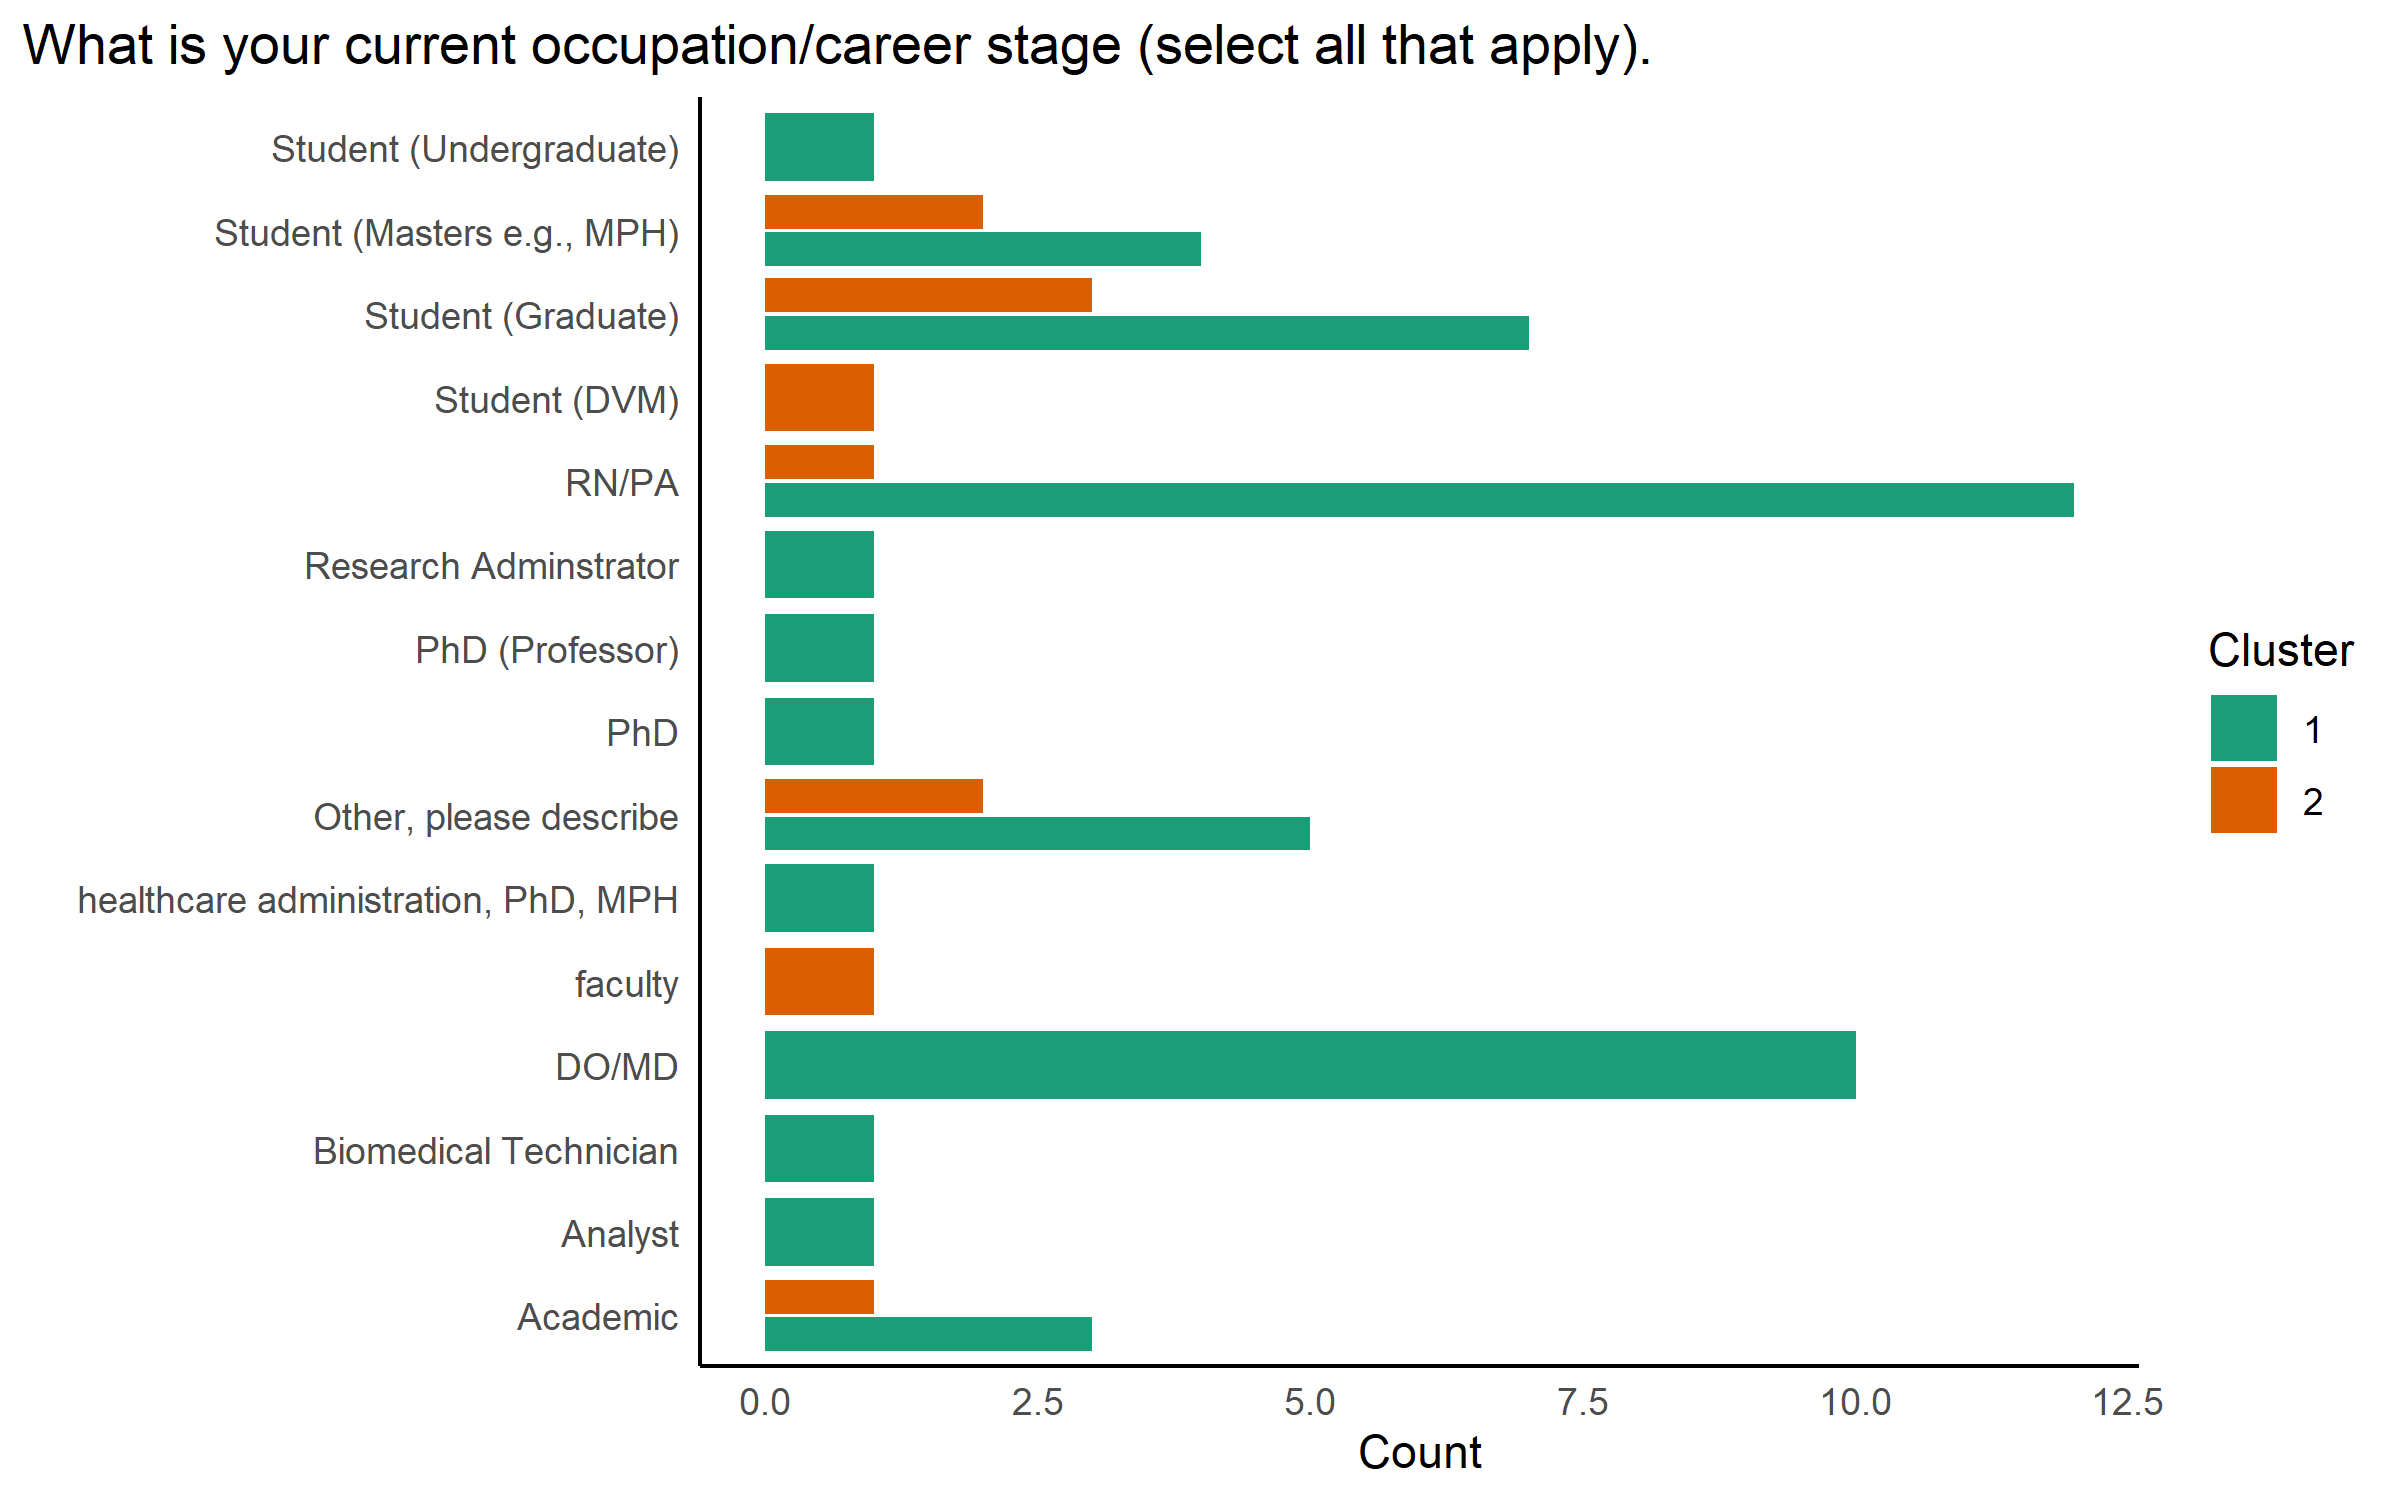 What is your current occupation/career stage (select all that apply).
Student (Undergraduate)
Student (Masters e.g., MPH)
Student (Graduate)
Student (DVM)
RN/PA
Research Adminstrator
PhD (Professor)
PhD
Other, please describe
healthcare administration, PhD, MPH
faculty
DO/MD
Biomedical Technician
Analyst
Academic
0.0 2.5 5.0 7.5 10.0 12.5
Count
Cluster
1
2